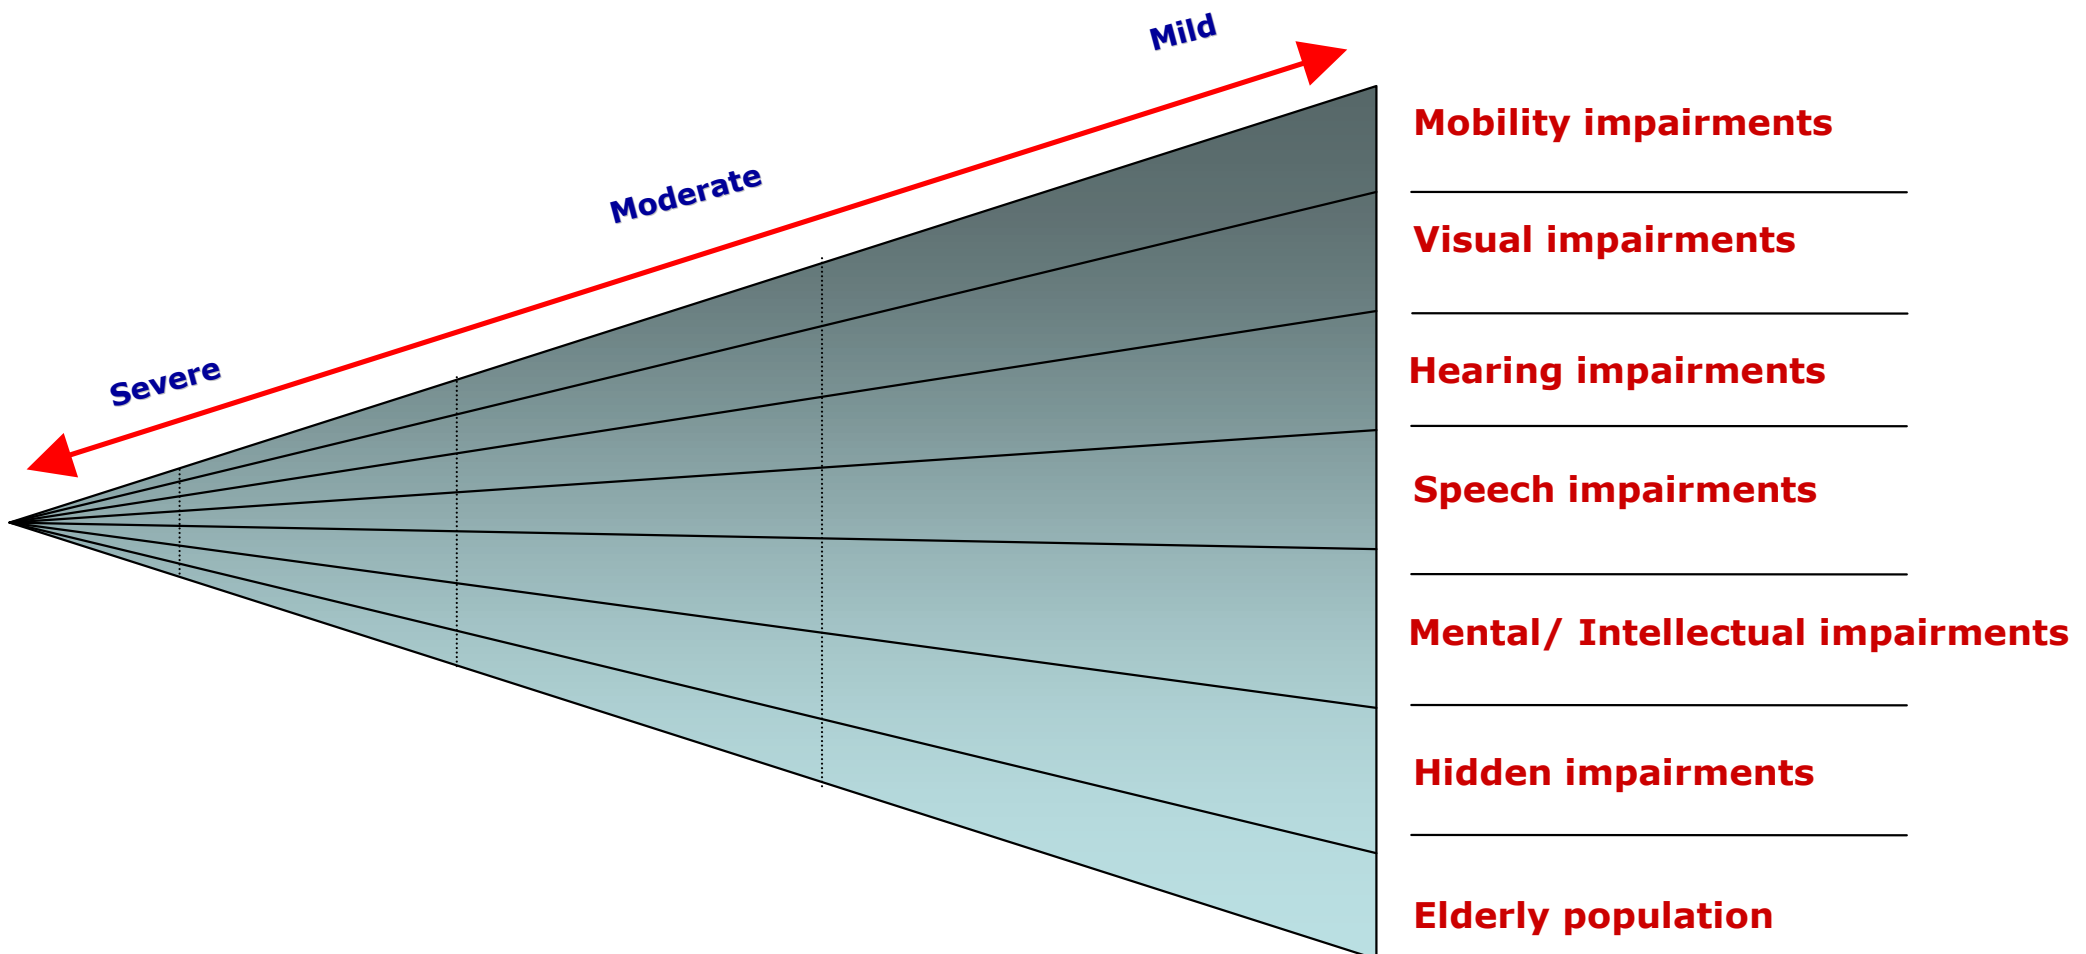 Mild
Moderate
Severe
Mobility impairments
Visual impairments
Hearing impairments
Speech impairments
Mental/ Intellectual impairments
Hidden impairments
Elderly population